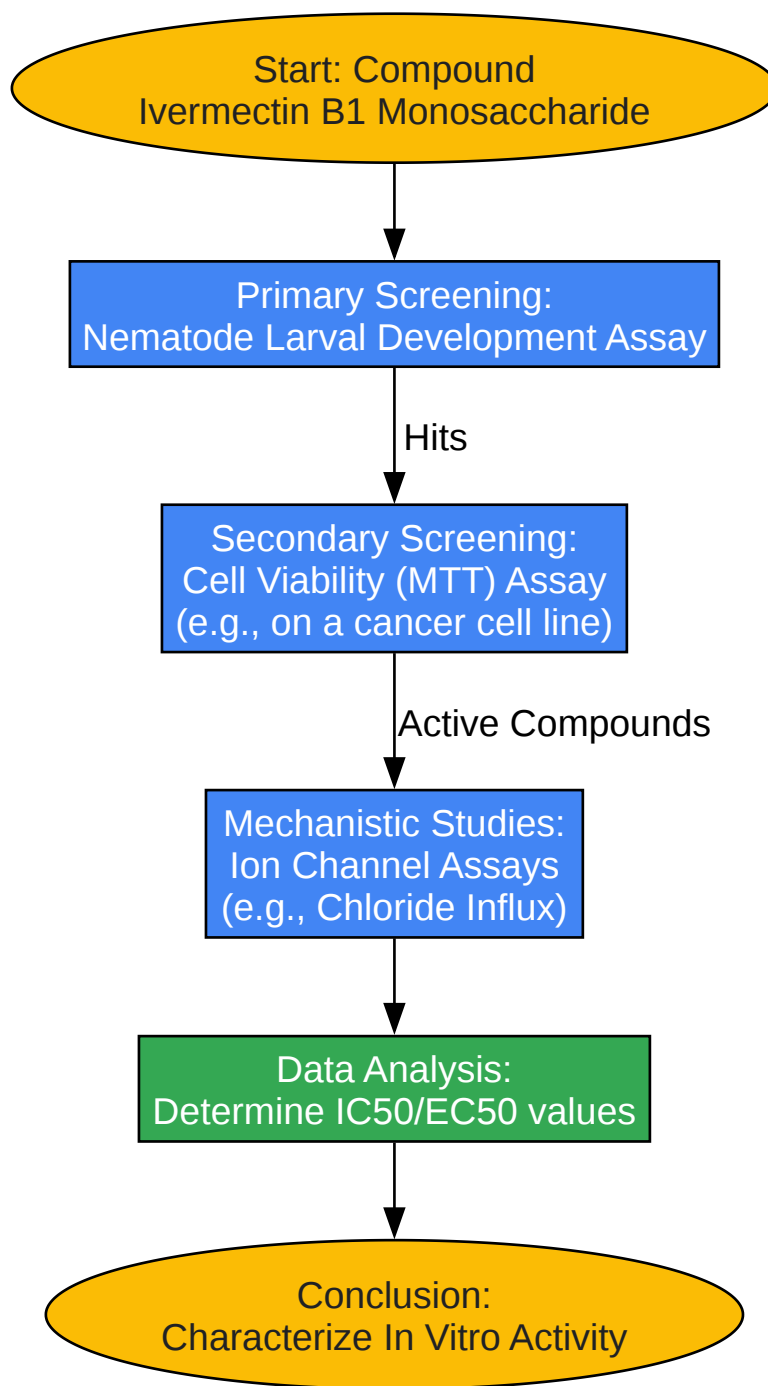 Start: Compound
Ivermectin B1 Monosaccharide
Primary Screening:
Nematode Larval Development Assay
Hits
Secondary Screening:
Cell Viability (MTT) Assay
(e.g., on a cancer cell line)
Active Compounds
Mechanistic Studies:
Ion Channel Assays
(e.g., Chloride Influx)
Data Analysis:
Determine IC50/EC50 values
Conclusion:
Characterize In Vitro Activity